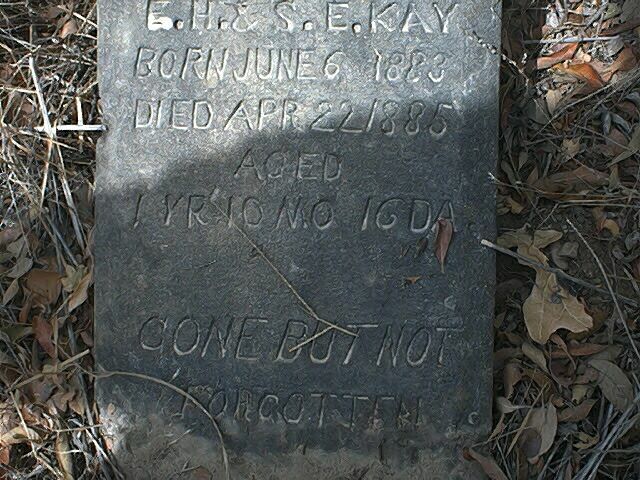 E. H. & S. E. KAY
BORN JUNE 6 1883
DIED APR 22 1885
AGED
1 YR 10 MO 16 DA.
GONE BUT NOT
FORGOTTEN